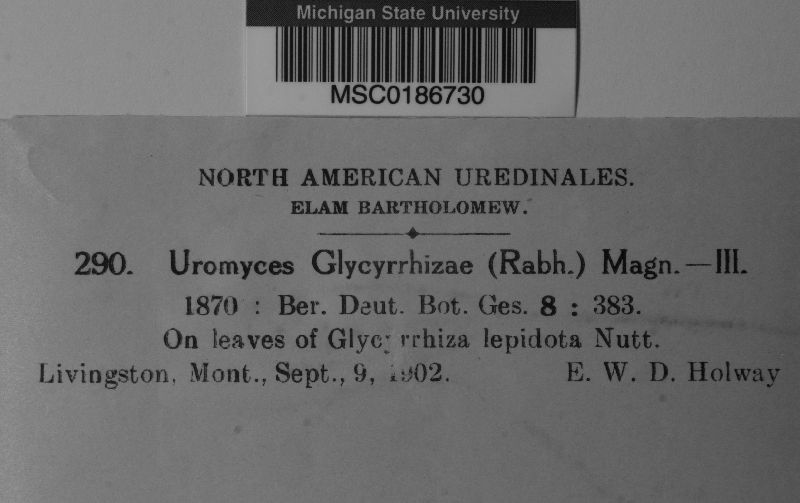 Michigan State University
MSC0186730
NORTH AMERICAN UREDINALES.
ELAM BARTHOLOMEW.
290. Uromyces Glycyrrhizae (Rabh.) Magn.—III.
1870 : Ber. Deut. Bot. Ges. 8 : 383.
On leaves of Glycyrrhiza lepidota Nutt.
Livingston, Mont., Sept., 9, 1902. E. W. D. Holway